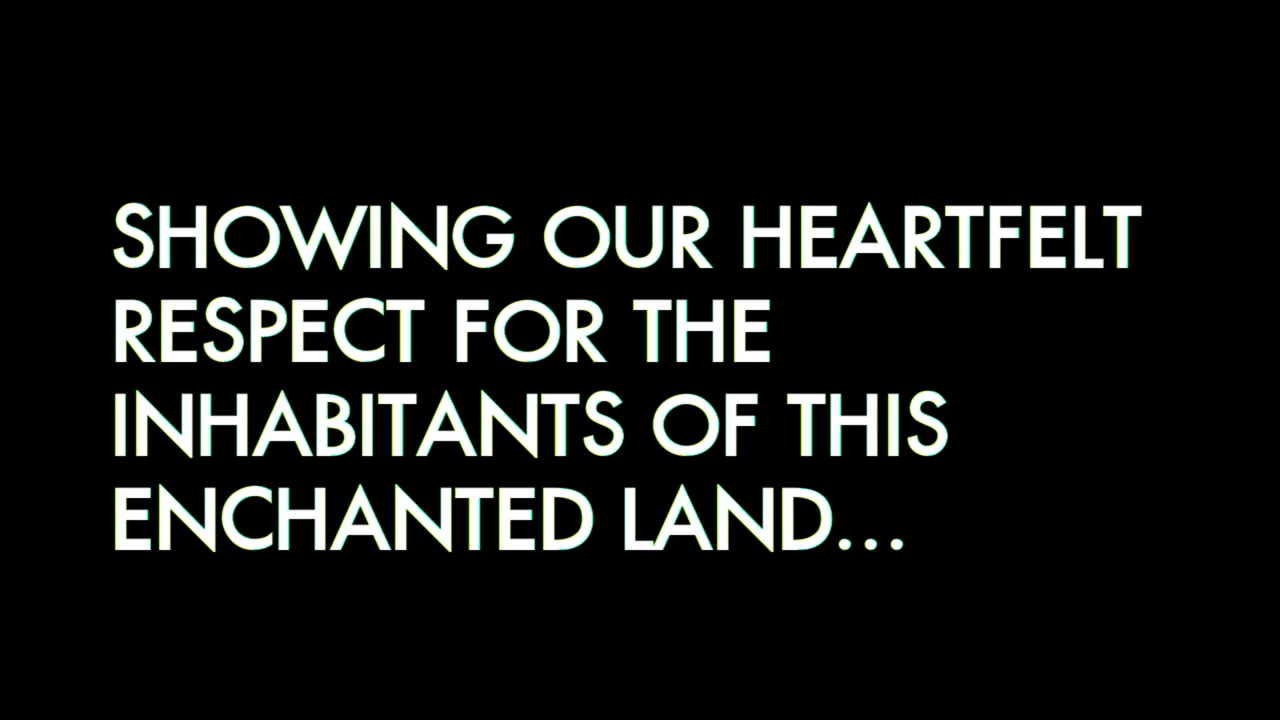 SHOWING OUR HEARTFELT
RESPECT FOR THE
INHABITANTS OF THIS
ENCHANTED LAND...